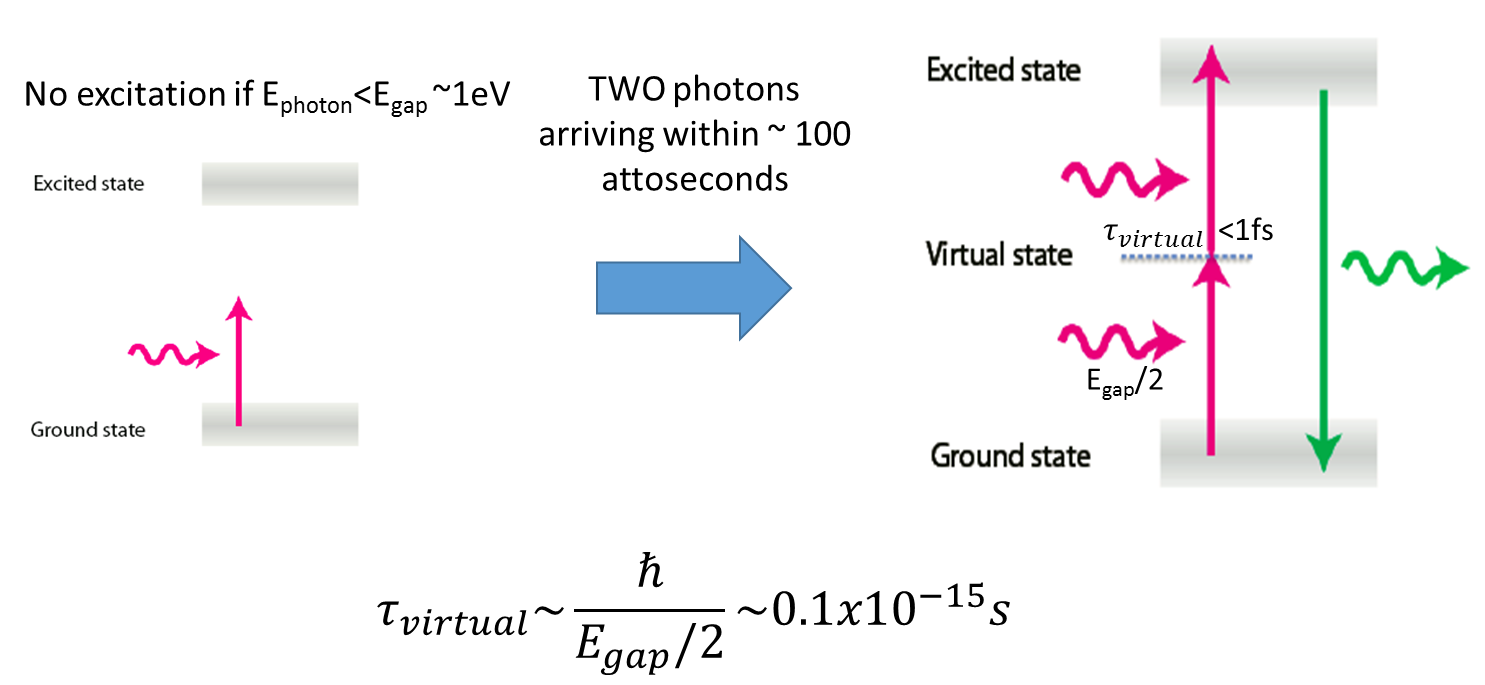 No excitation if Ephoton<Egap ~1eV
Excited state
Ground state
TWO photons
arriving within ~ 100
attoseconds
Excited state
τvirtual <1fs
Virtual state
Egap/2
Ground state
τvirtual~ħ/(Egap/2)~0.1x10⁻¹⁵s